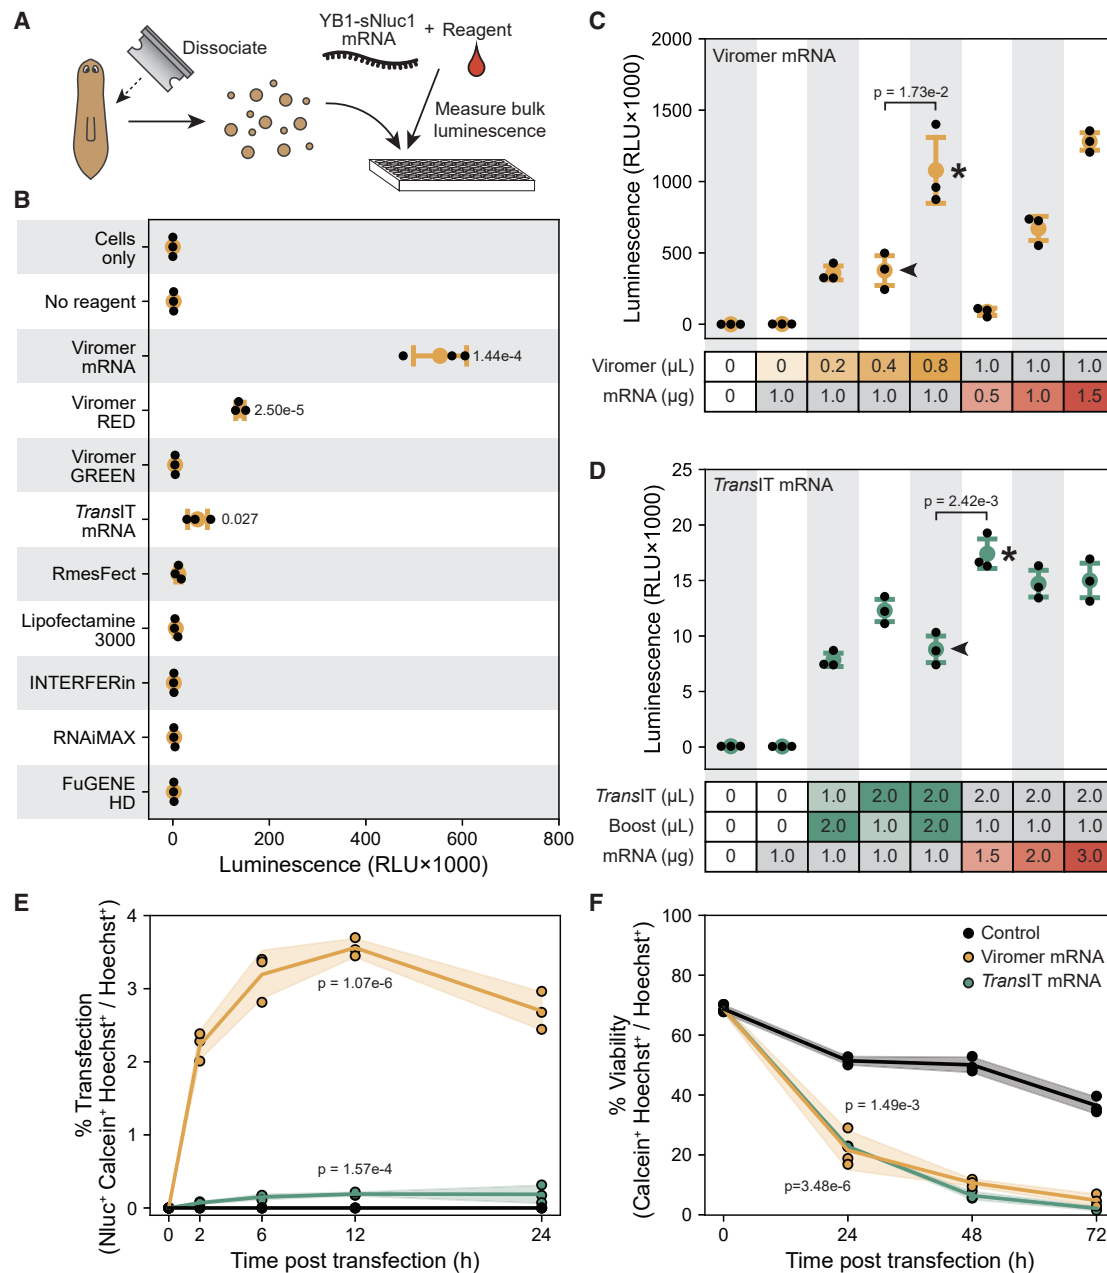 A
Dissociate
YB1-sNluc1
mRNA
+ Reagent
Measure bulk
luminescence
B
Cells
only
No reagent
Viromer
mRNA
1.44e-4
Viromer
RED
2.50e-5
Viromer
GREEN
TransIT
mRNA
0.027
RmesFect
Lipofectamine
3000
INTERFERin
RNAiMAX
FuGENE
HD
0 200 400 600 800
Luminescence (RLU×1000)
C
Viromer mRNA
Luminescence (RLU×1000)
2000
1500
1000
500
0
p = 1.73e-2
*
Viromer (µL) 0 0 0.2 0.4 0.8 1.0 1.0 1.0
mRNA (µg) 0 1.0 1.0 1.0 1.0 0.5 1.0 1.5
D
TransIT mRNA
Luminescence (RLU×1000)
25
20
15
10
5
0
p = 2.42e-3
*
TransIT (µL) 0 0 1.0 2.0 2.0 2.0 2.0 2.0
Boost (µL) 0 0 2.0 1.0 2.0 1.0 1.0 1.0
mRNA (µg) 0 1.0 1.0 1.0 1.0 1.5 2.0 3.0
E
% Transfection
(Nluc⁺ Calcein⁺ Hoechst⁺ / Hoechst⁺)
4
3
2
1
0
p = 1.07e-6
p = 1.57e-4
0 2 6 12 24
Time post transfection (h)
F
% Viability
(Calcein⁺ Hoechst⁺ / Hoechst⁺)
100
80
60
40
20
0
Control
Viromer mRNA
TransIT mRNA
p = 1.49e-3
p=3.48e-6
0 24 48 72
Time post transfection (h)